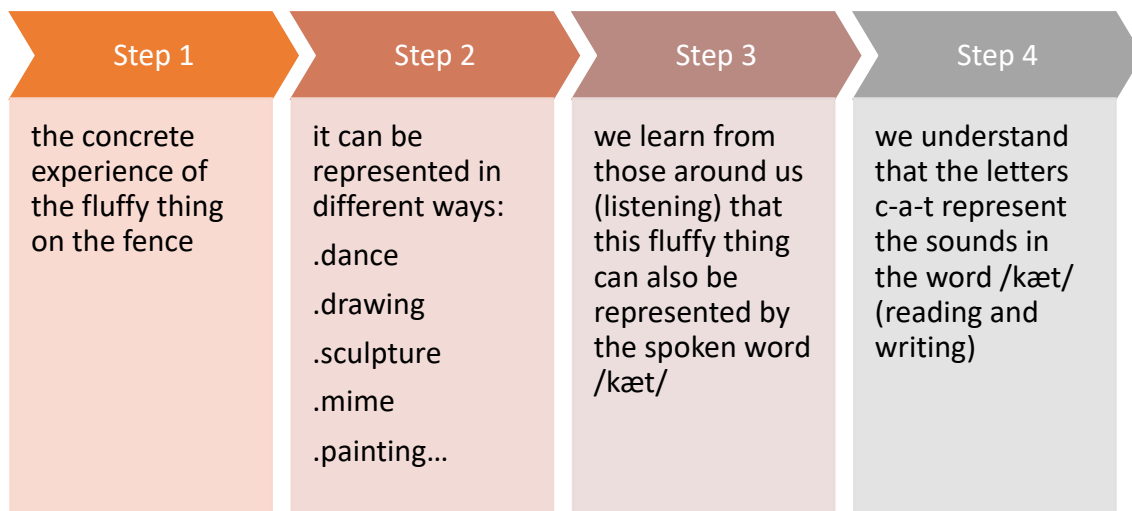 Step 1
the concrete
experience of
the fluffy thing
on the fence
Step 2
it can be
represented in
different ways:
.dance
.drawing
.sculpture
.mime
.painting…
Step 3
we learn from
those around us
(listening) that
this fluffy thing
can also be
represented by
the spoken word
/kæt/
Step 4
we understand
that the letters
c-a-t represent
the sounds in
the word /kæt/
(reading and
writing)